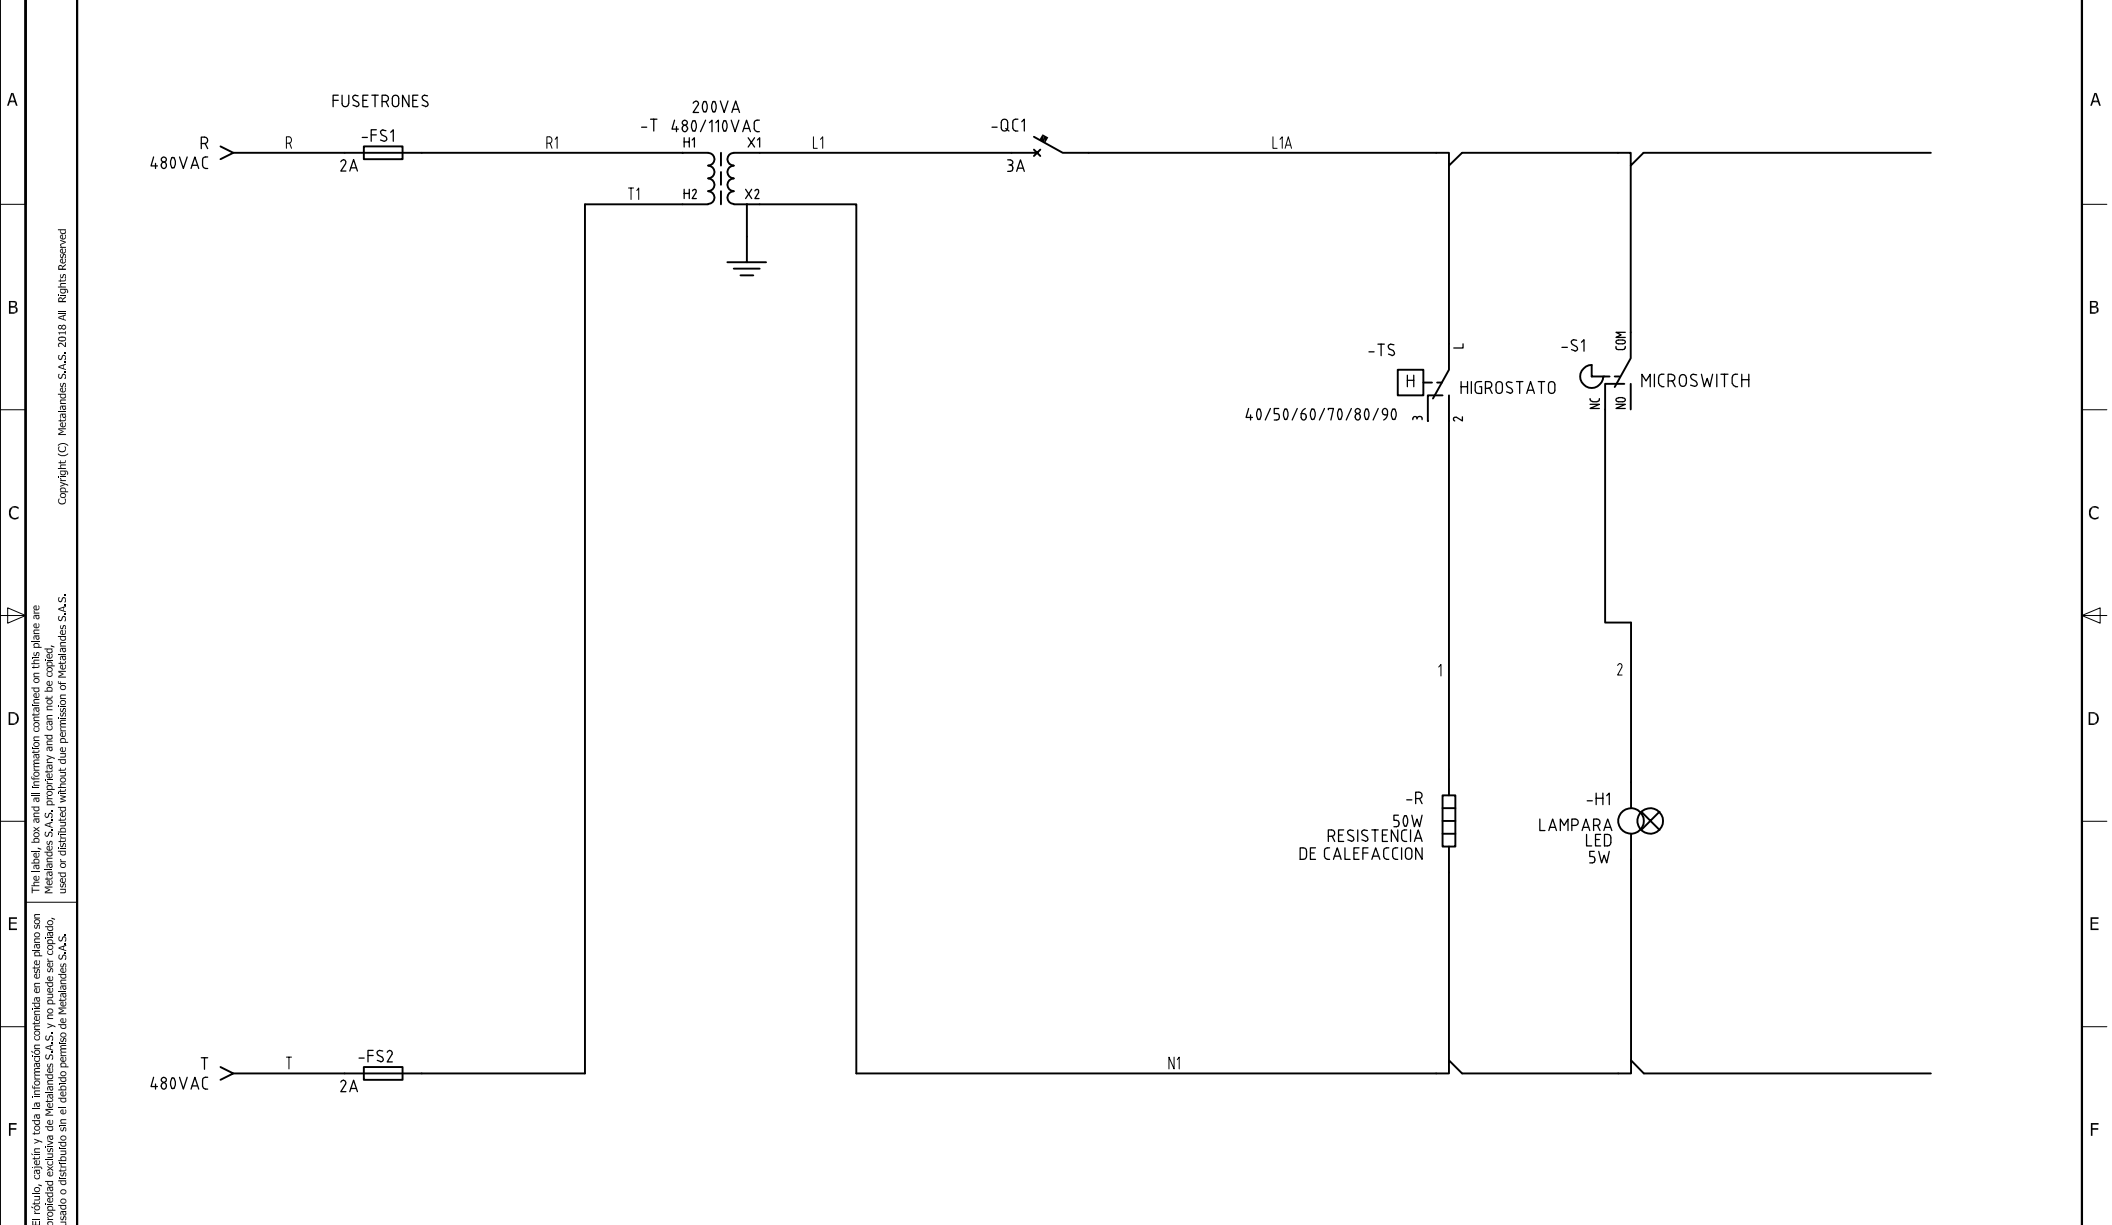 A
A
B
B
C
C
D
D
E
E
F
F
FUSETRONES
R
480VAC
R
-FS1
2A
R1
200VA
-T 480/110VAC
H1
X1
L1
T1
H2
X2
-QC1
3A
L1A
-TS
L
H
HIGROSTATO
40/50/60/70/80/90
3
2
-S1
COM
MICROSWITCH
NC
NO
1
2
-R
50W
RESISTENCIA
DE CALEFACCION
-H1
LAMPARA
LED
5W
T
480VAC
T
-FS2
2A
N1
Copyright (C) Metalandes S.A.S. 2018 All Rights Reserved
The label, box and all information contained on this plane are
Metalandes S.A.S. proprietary and can not be copied,
used or distributed without due permission of Metalandes S.A.S.
El rótulo, cajetín y toda la información contenida en este plano son
propiedad exclusiva de Metalandes S.A.S. y no puede ser copiado,
usado o distribuído sin el debido permiso de Metalandes S.A.S.